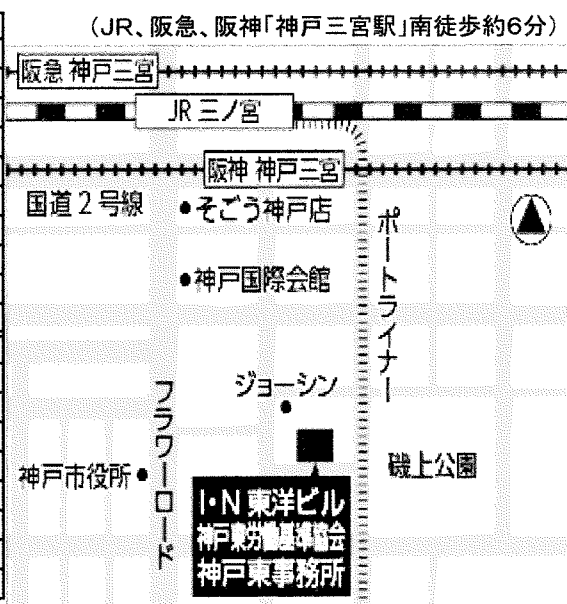 （JR、阪急、阪神「神戸三宮駅」南徒歩約6分）
阪急 神戸三宮
JR 三ノ宮
阪神 神戸三宮
国道2号線
そごう神戸店
神戸国際会館
ポートライナー
ジョーシン
フラワーロード
神戸市役所
磯上公園
I・N 東洋ビル
神戸東労働基準協会
神戸東事務所